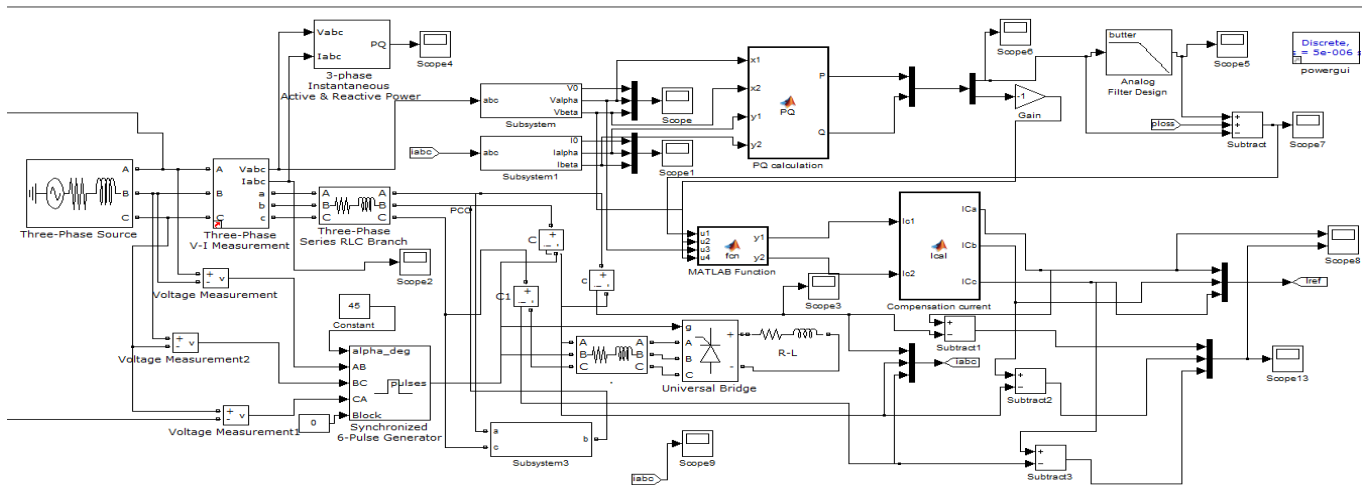 Vabc
Iabc
PQ
Scope4
3-phase
Instantaneous
Active & Reactive Power
abc
V0
Valpha
Vbeta
Subsystem
Scope
iabc
abc
I0
Ialpha
Ibeta
Subsystem1
Scope1
x1
x2
y1
y2
PQ
P
Q
PQ calculation
Scope6
-1
Gain
butter
Analog
Filter Design
Scope5
Discrete,
s = 5e-006 s
powergui
ploss
Subtract
Scope7
A
B
C
Three-Phase Source
A
B
C
Vabc
Iabc
a
b
c
Three-Phase
V-I Measurement
A
B
C
A
B
C
Three-Phase
Series RLC Branch
PCC
Scope2
C
C1
c
Scope3
u1
u2
u3
u4
fcn
y1
y2
MATLAB Function
Ic1
Ic2
Ical
ICa
ICb
ICc
Compensation current
Scope8
Iref
v
Voltage Measurement
v
Voltage Measurement2
v
Voltage Measurement1
45
Constant
0
alpha_deg
AB
BC
CA
Block
pulses
Synchronized
6-Pulse Generator
A
B
C
A
B
C
g
A
B
C
+
-
Universal Bridge
R-L
iabc
Subtract1
Subtract2
Subtract3
Scope13
a
c
b
Subsystem3
iabc
Scope9